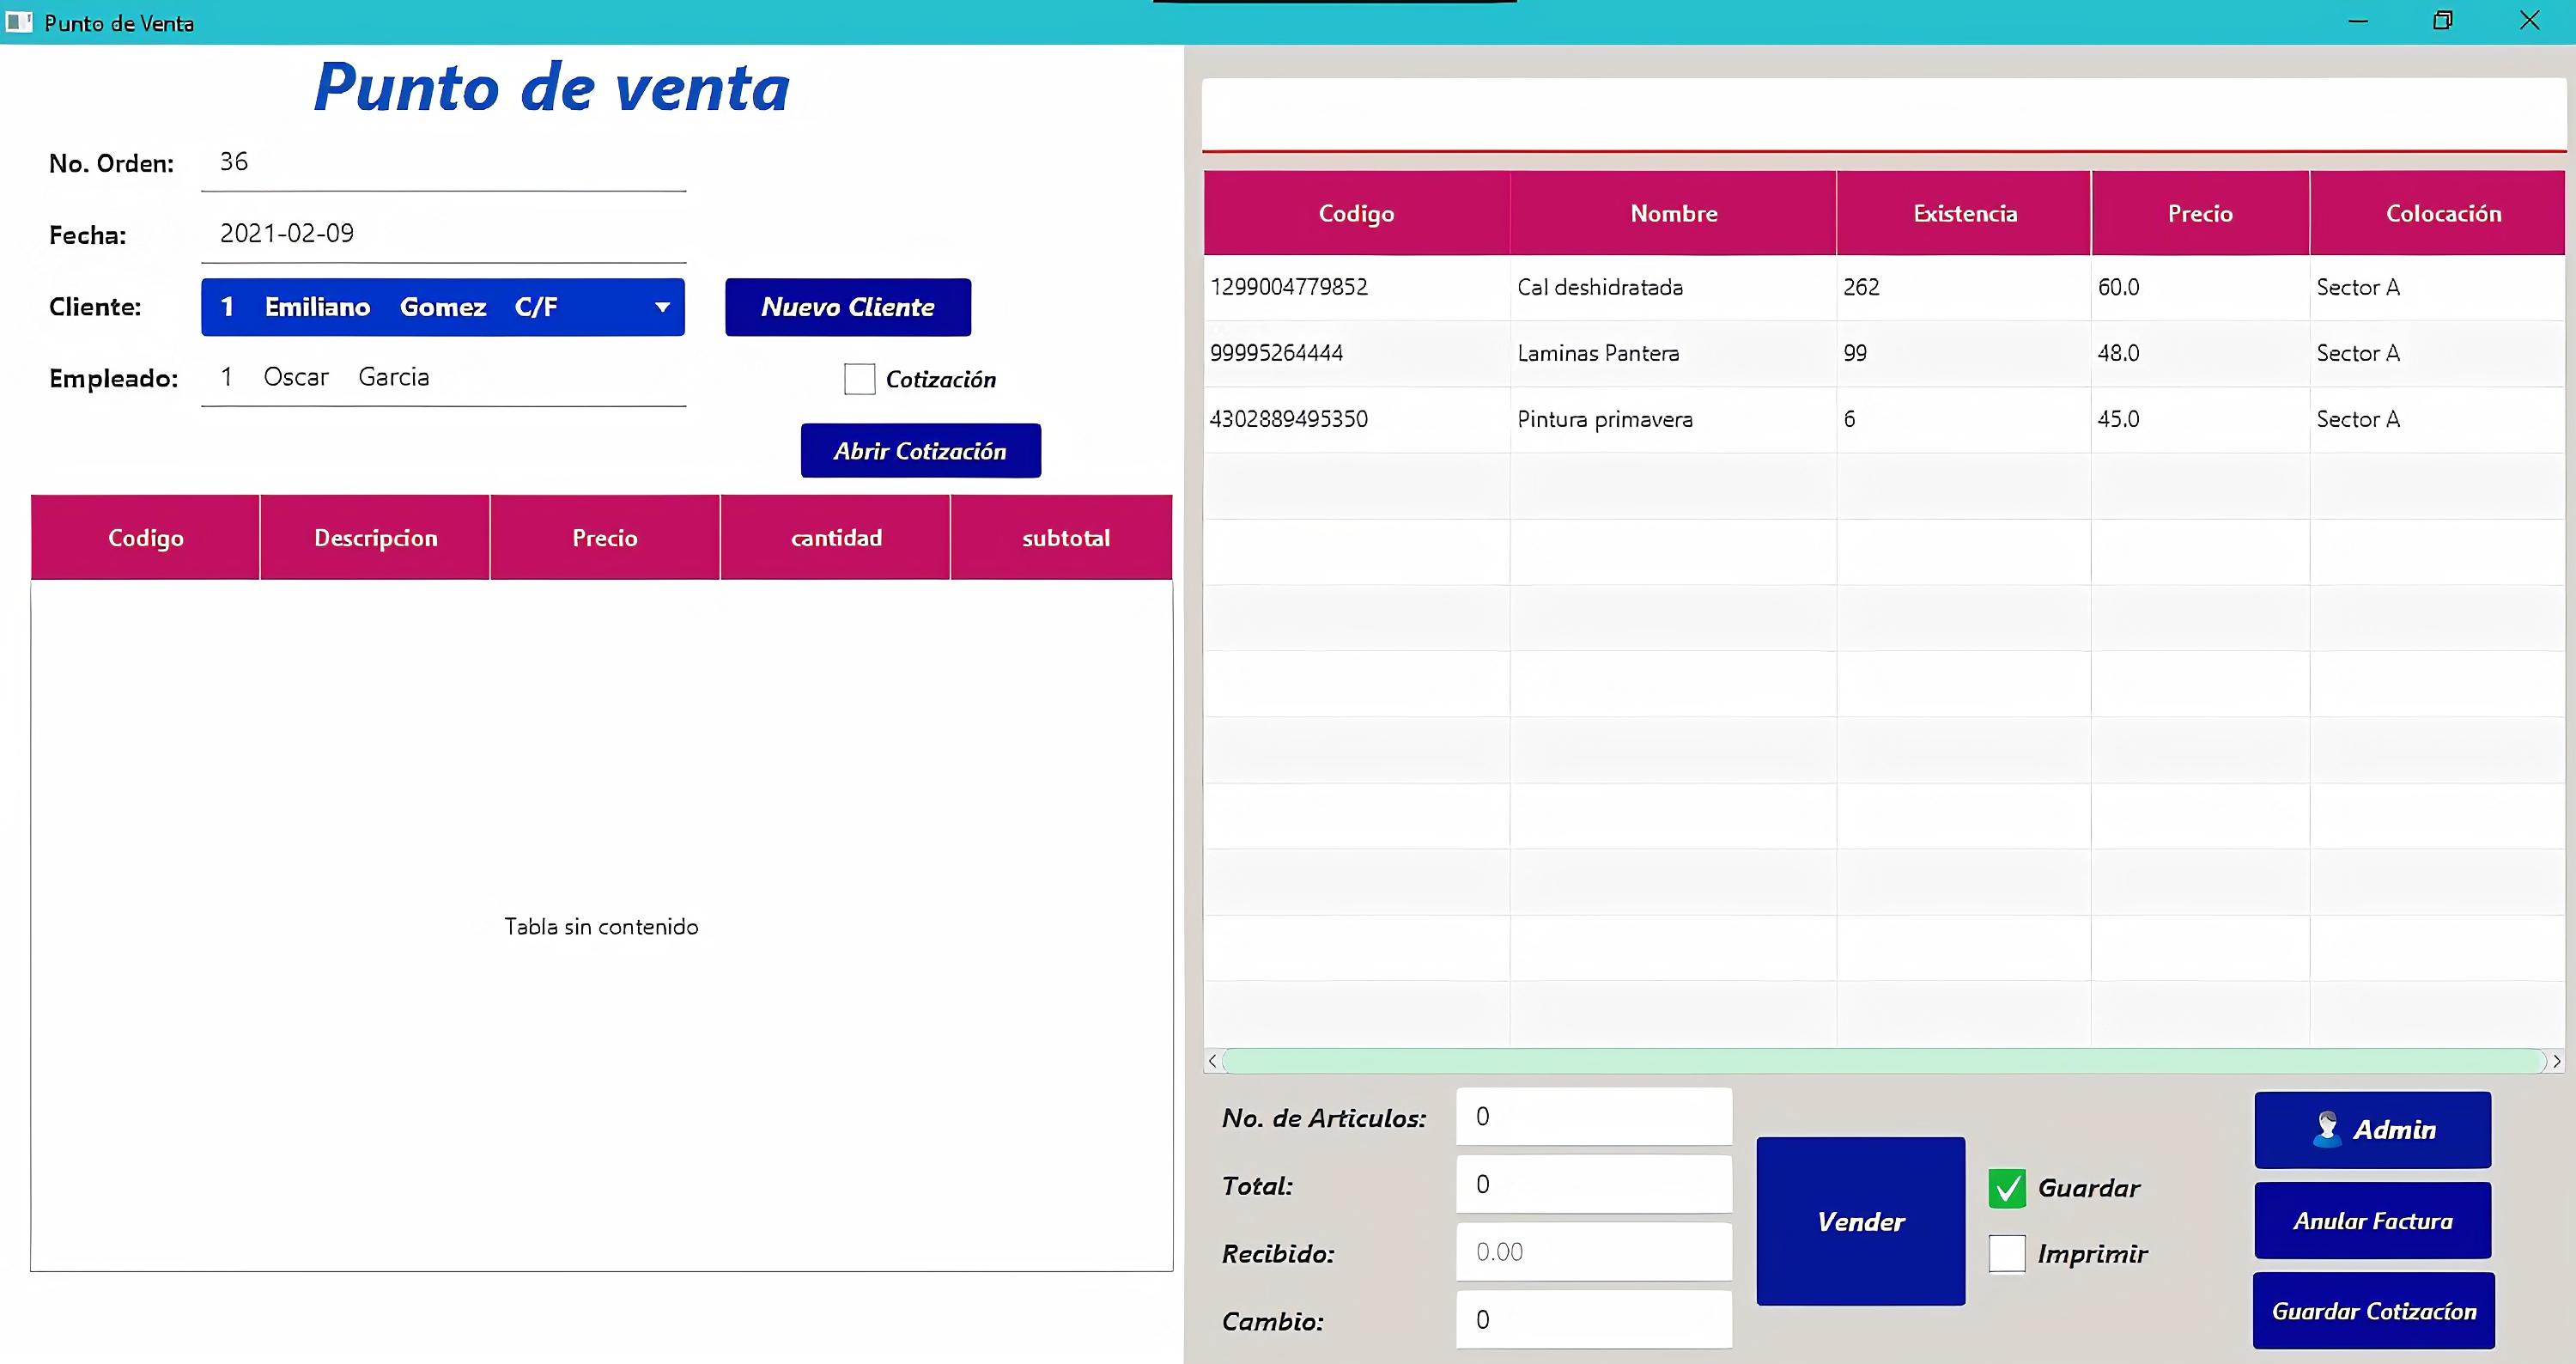 Punto de Venta
Punto de venta
No. Orden: 36
Fecha: 2021-02-09
Cliente: 1 Emiliano Gomez C/F Nuevo Cliente
Empleado: 1 Oscar Garcia Cotización
Abrir Cotización
Codigo Descripcion Precio cantidad subtotal
Tabla sin contenido
Codigo Nombre Existencia Precio Colocación
1299004779852 Cal deshidratada 262 60.0 Sector A
99995264444 Laminas Pantera 99 48.0 Sector A
4302889495350 Pintura primavera 6 45.0 Sector A
No. de Articulos: 0
Total: 0
Recibido: 0.00
Cambio: 0
Vender
Guardar
Imprimir
Admin
Anular Factura
Guardar Cotizacíon